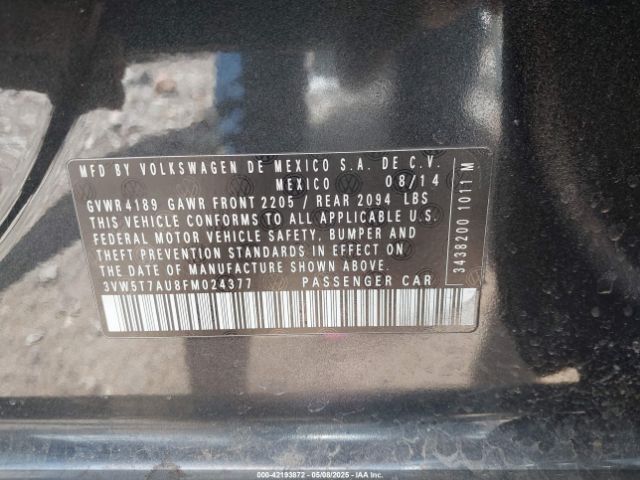 MFD BY VOLKSWAGEN DE MEXICO S.A. DE C.V.
MEXICO 08/14
GVWR 4189 GAWR FRONT 2205 / REAR 2094 LBS
THIS VEHICLE CONFORMS TO ALL APPLICABLE U.S.
FEDERAL MOTOR VEHICLE SAFETY, BUMPER AND
THEFT PREVENTION STANDARDS IN EFFECT ON
THE DATE OF MANUFACTURE SHOWN ABOVE.
3VW5T7AU8FM024377 PASSENGER CAR
3438200 1011 M
000-42193872 - 05/08/2025 - IAAI.COM